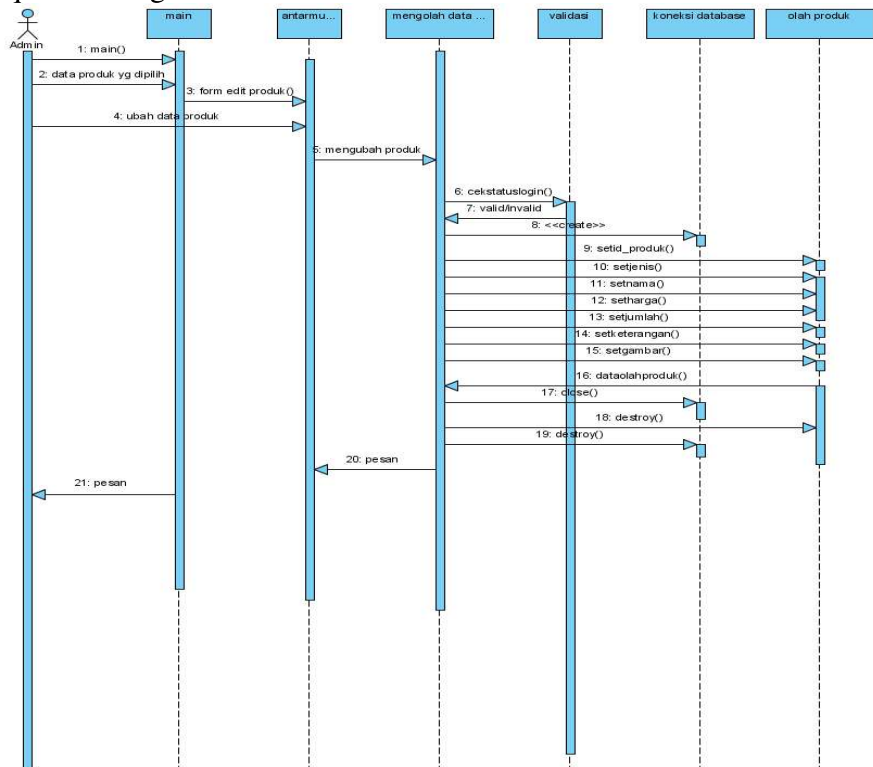 Admin
main
antarmu...
mengolah data ...
validasi
koneksi database
olah produk
1: main()
2: data produk yg dipilih
3: form edit produk()
4: ubah data produk
5: mengubah produk
6: cekstatuslogin()
7: valid/invalid
8: <<create>>
9: setid_produk()
10: setjenis()
11: setnama()
12: setharga()
13: setjumlah()
14: setketerangan()
15: setgambar()
16: dataolahproduk()
17: close()
18: destroy()
19: destroy()
20: pesan
21: pesan